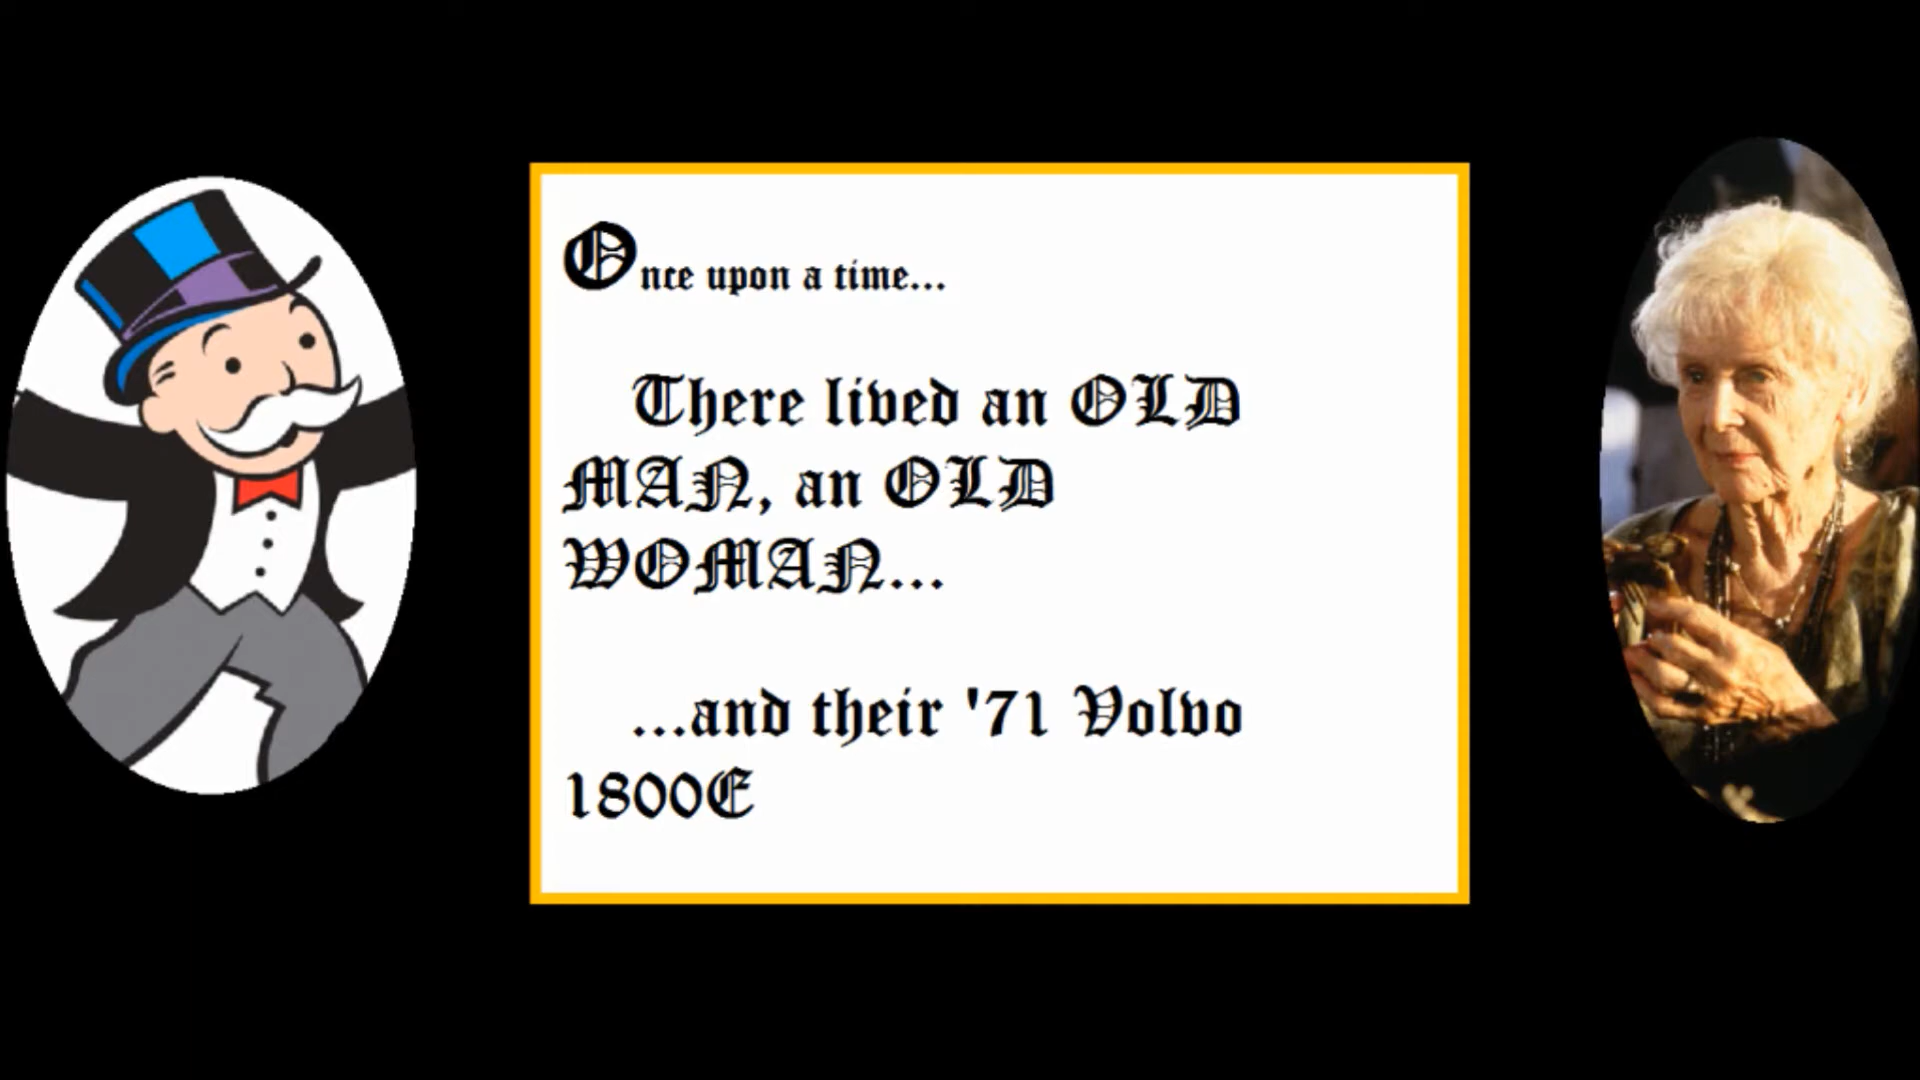 Once upon a time...
There lived an OLD
MAN, an OLD
WOMAN...
...and their '71 Volvo
1800E